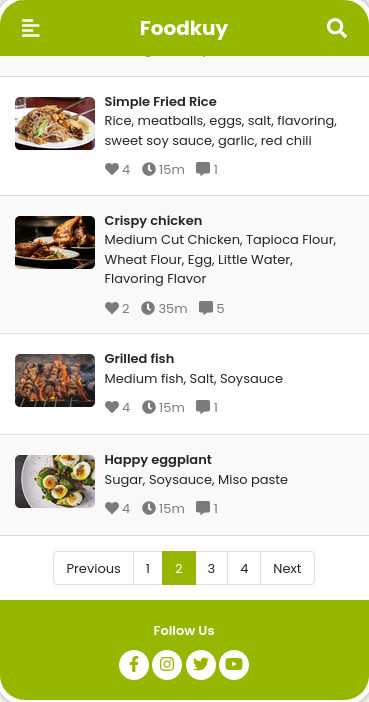 Foodkuy
Simple Fried Rice
Rice, meatballs, eggs, salt, flavoring,
sweet soy sauce, garlic, red chili
4 15m 1
Crispy chicken
Medium Cut Chicken, Tapioca Flour,
Wheat Flour, Egg, Little Water,
Flavoring Flavor
2 35m 5
Grilled fish
Medium fish, Salt, Soysauce
4 15m 1
Happy eggplant
Sugar, Soysauce, Miso paste
4 15m 1
Previous 1 2 3 4 Next
Follow Us